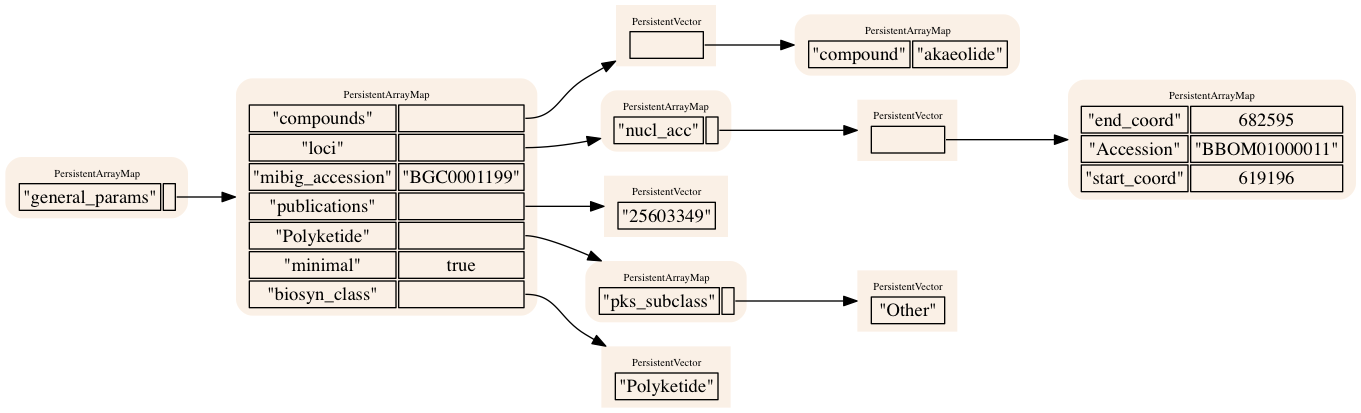 PersistentArrayMap
"general_params"
PersistentArrayMap
"compounds"
"loci"
"mibig_accession" "BGC0001199"
"publications"
"Polyketide"
"minimal" true
"biosyn_class"
PersistentVector
PersistentArrayMap
"compound" "akaeolide"
PersistentArrayMap
"nucl_acc"
PersistentVector
PersistentArrayMap
"end_coord" 682595
"Accession" "BBOM01000011"
"start_coord" 619196
PersistentVector
"25603349"
PersistentArrayMap
"pks_subclass"
PersistentVector
"Other"
PersistentVector
"Polyketide"